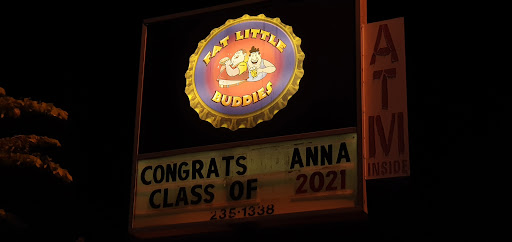 FAT LITTLE
BUDDIES
CONGRATS ANNA
CLASS OF 2021
235-1338
ATM
INSIDE